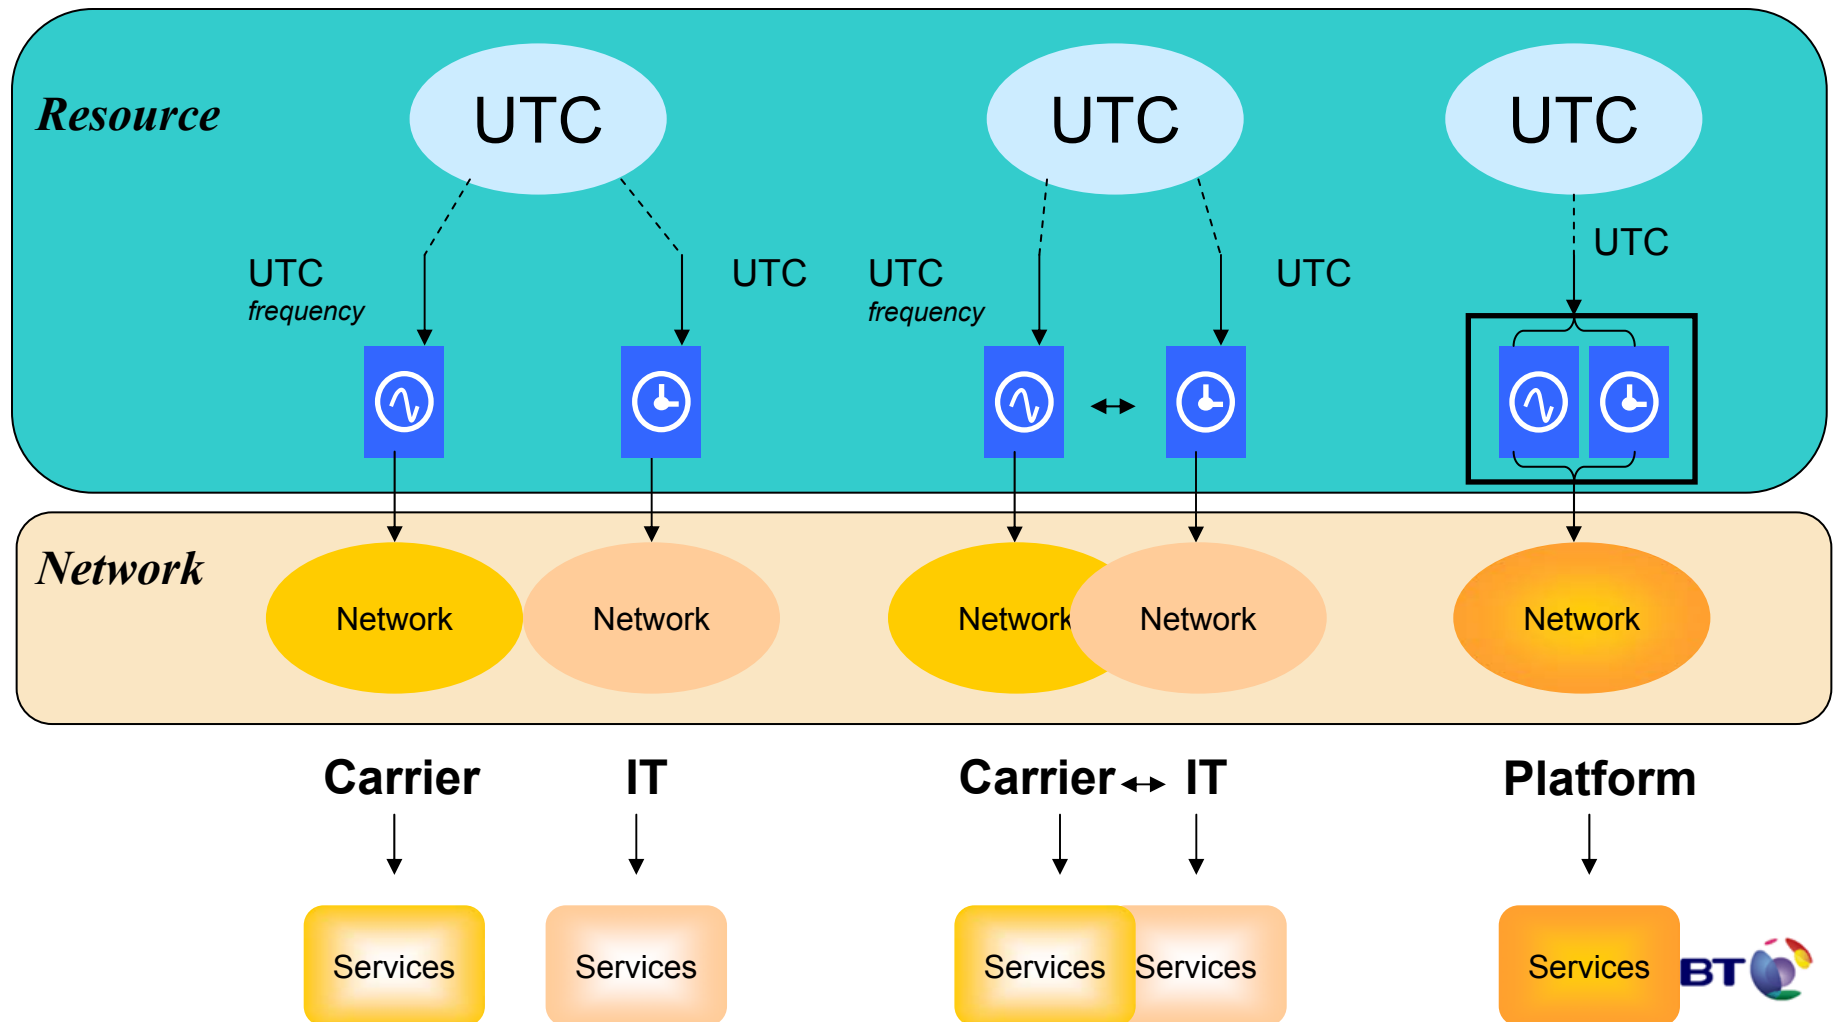 Resource
UTC UTC UTC
UTC
UTC UTC UTC UTC
frequency frequency
Network
Network Network Network Network Network
Carrier IT Carrier IT Platform
Services Services Services Services Services
BT